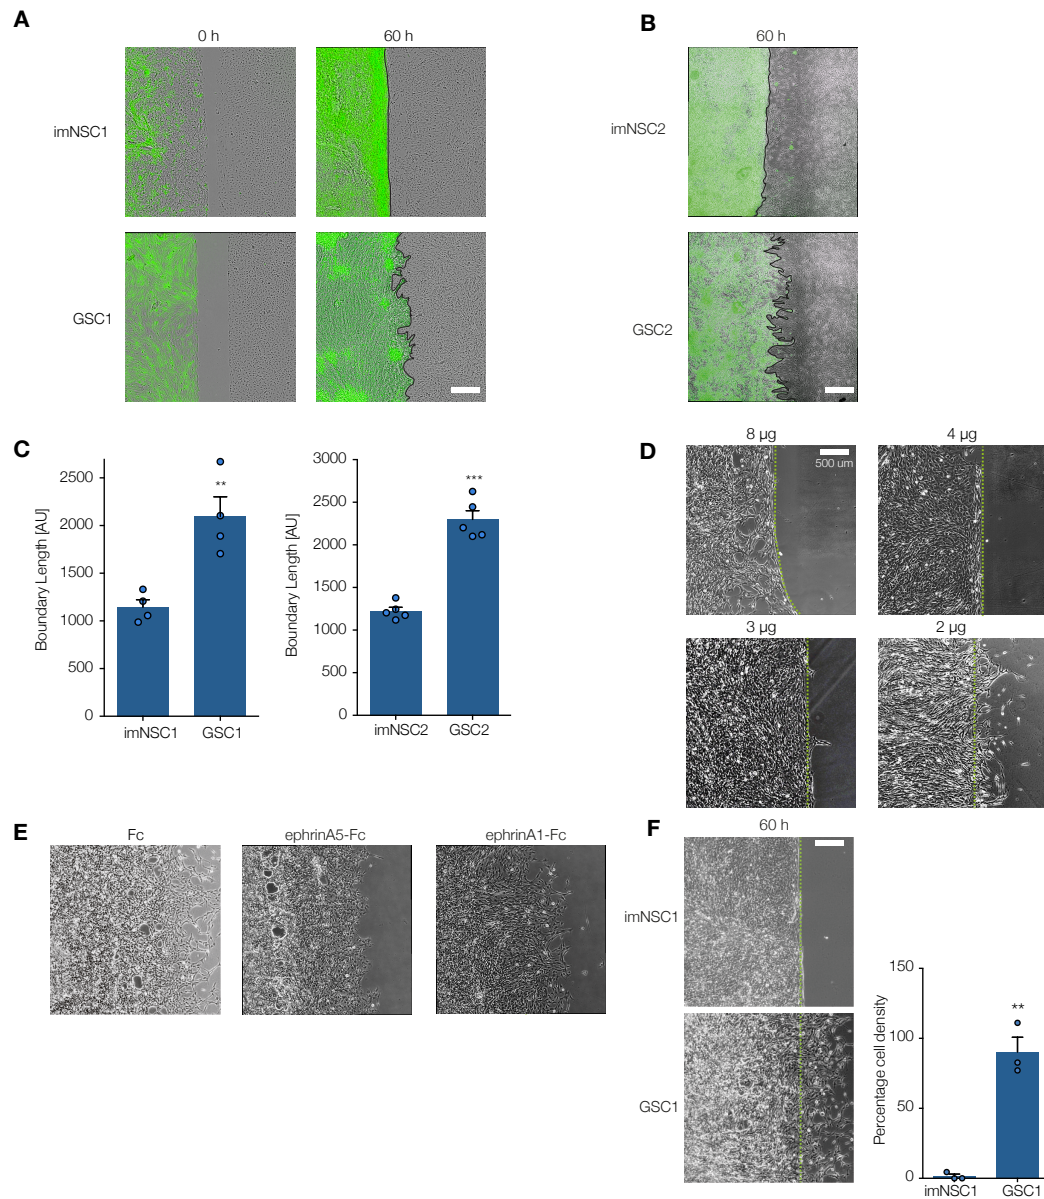 A
0 h
60 h
imNSC1
GSC1
B
60 h
imNSC2
GSC2
C
Boundary Length [AU]
2500
2000
1500
1000
500
0
**
imNSC1
GSC1
Boundary Length [AU]
3000
2500
2000
1500
1000
500
0
***
imNSC2
GSC2
D
8 µg
4 µg
500 um
3 µg
2 µg
E
Fc
ephrinA5-Fc
ephrinA1-Fc
F
60 h
imNSC1
GSC1
Percentage cell density
150
100
50
0
**
imNSC1
GSC1